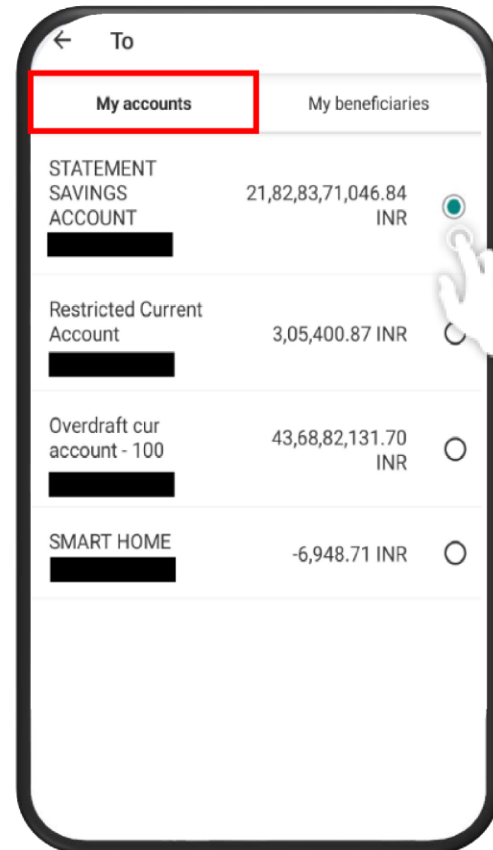 To
My accounts
My beneficiaries
STATEMENT
SAVINGS
ACCOUNT
21,82,83,71,046.84
INR
Restricted Current
Account
3,05,400.87 INR
Overdraft cur
account - 100
43,68,82,131.70
INR
SMART HOME
-6,948.71 INR